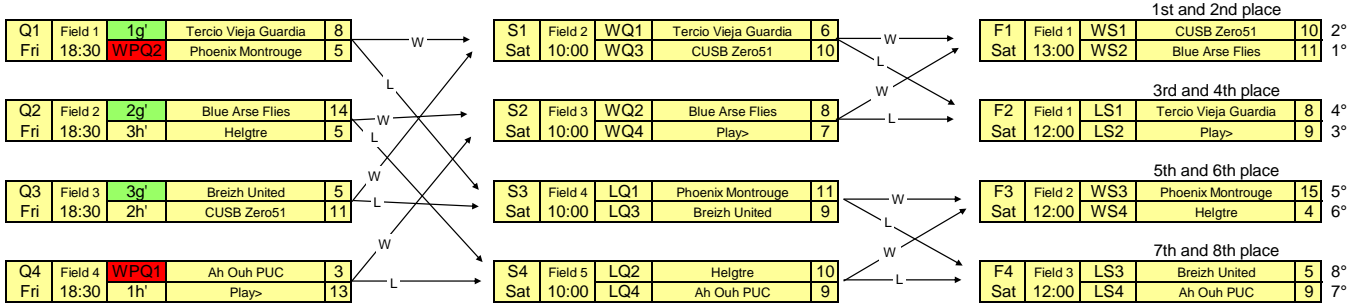 1st and 2nd place
Q1 Field 1 1g' Tercio Vieja Guardia 8 S1 Field 2 WQ1 Tercio Vieja Guardia 6 F1 Field 1 WS1 CUSB Zero51 10 2°
Fri 18:30 WPQ2 Phoenix Montrouge 5 W Sat 10:00 WQ3 CUSB Zero51 10 W Sat 13:00 WS2 Blue Arse Flies 11 1°
L
L W 3rd and 4th place
Q2 Field 2 2g' Blue Arse Flies 14 W S2 Field 3 WQ2 Blue Arse Flies 8 L F2 Field 1 LS1 Tercio Vieja Guardia 8 4°
Fri 18:30 3h' Helgtre 5 L Sat 10:00 WQ4 Play> 7 Sat 12:00 LS2 Play> 9 3°
W 5th and 6th place
Q3 Field 3 3g' Breizh United 5 L S3 Field 4 LQ1 Phoenix Montrouge 11 W F3 Field 2 WS3 Phoenix Montrouge 15 5°
Fri 18:30 2h' CUSB Zero51 11 Sat 10:00 LQ3 Breizh United 9 L Sat 12:00 WS4 Helgtre 4 6°
W W 7th and 8th place
Q4 Field 4 WPQ1 Ah Ouh PUC 3 L S4 Field 5 LQ2 Helgtre 10 L F4 Field 3 LS3 Breizh United 5 8°
Fri 18:30 1h' Play> 13 Sat 10:00 LQ4 Ah Ouh PUC 9 Sat 12:00 LS4 Ah Ouh PUC 9 7°